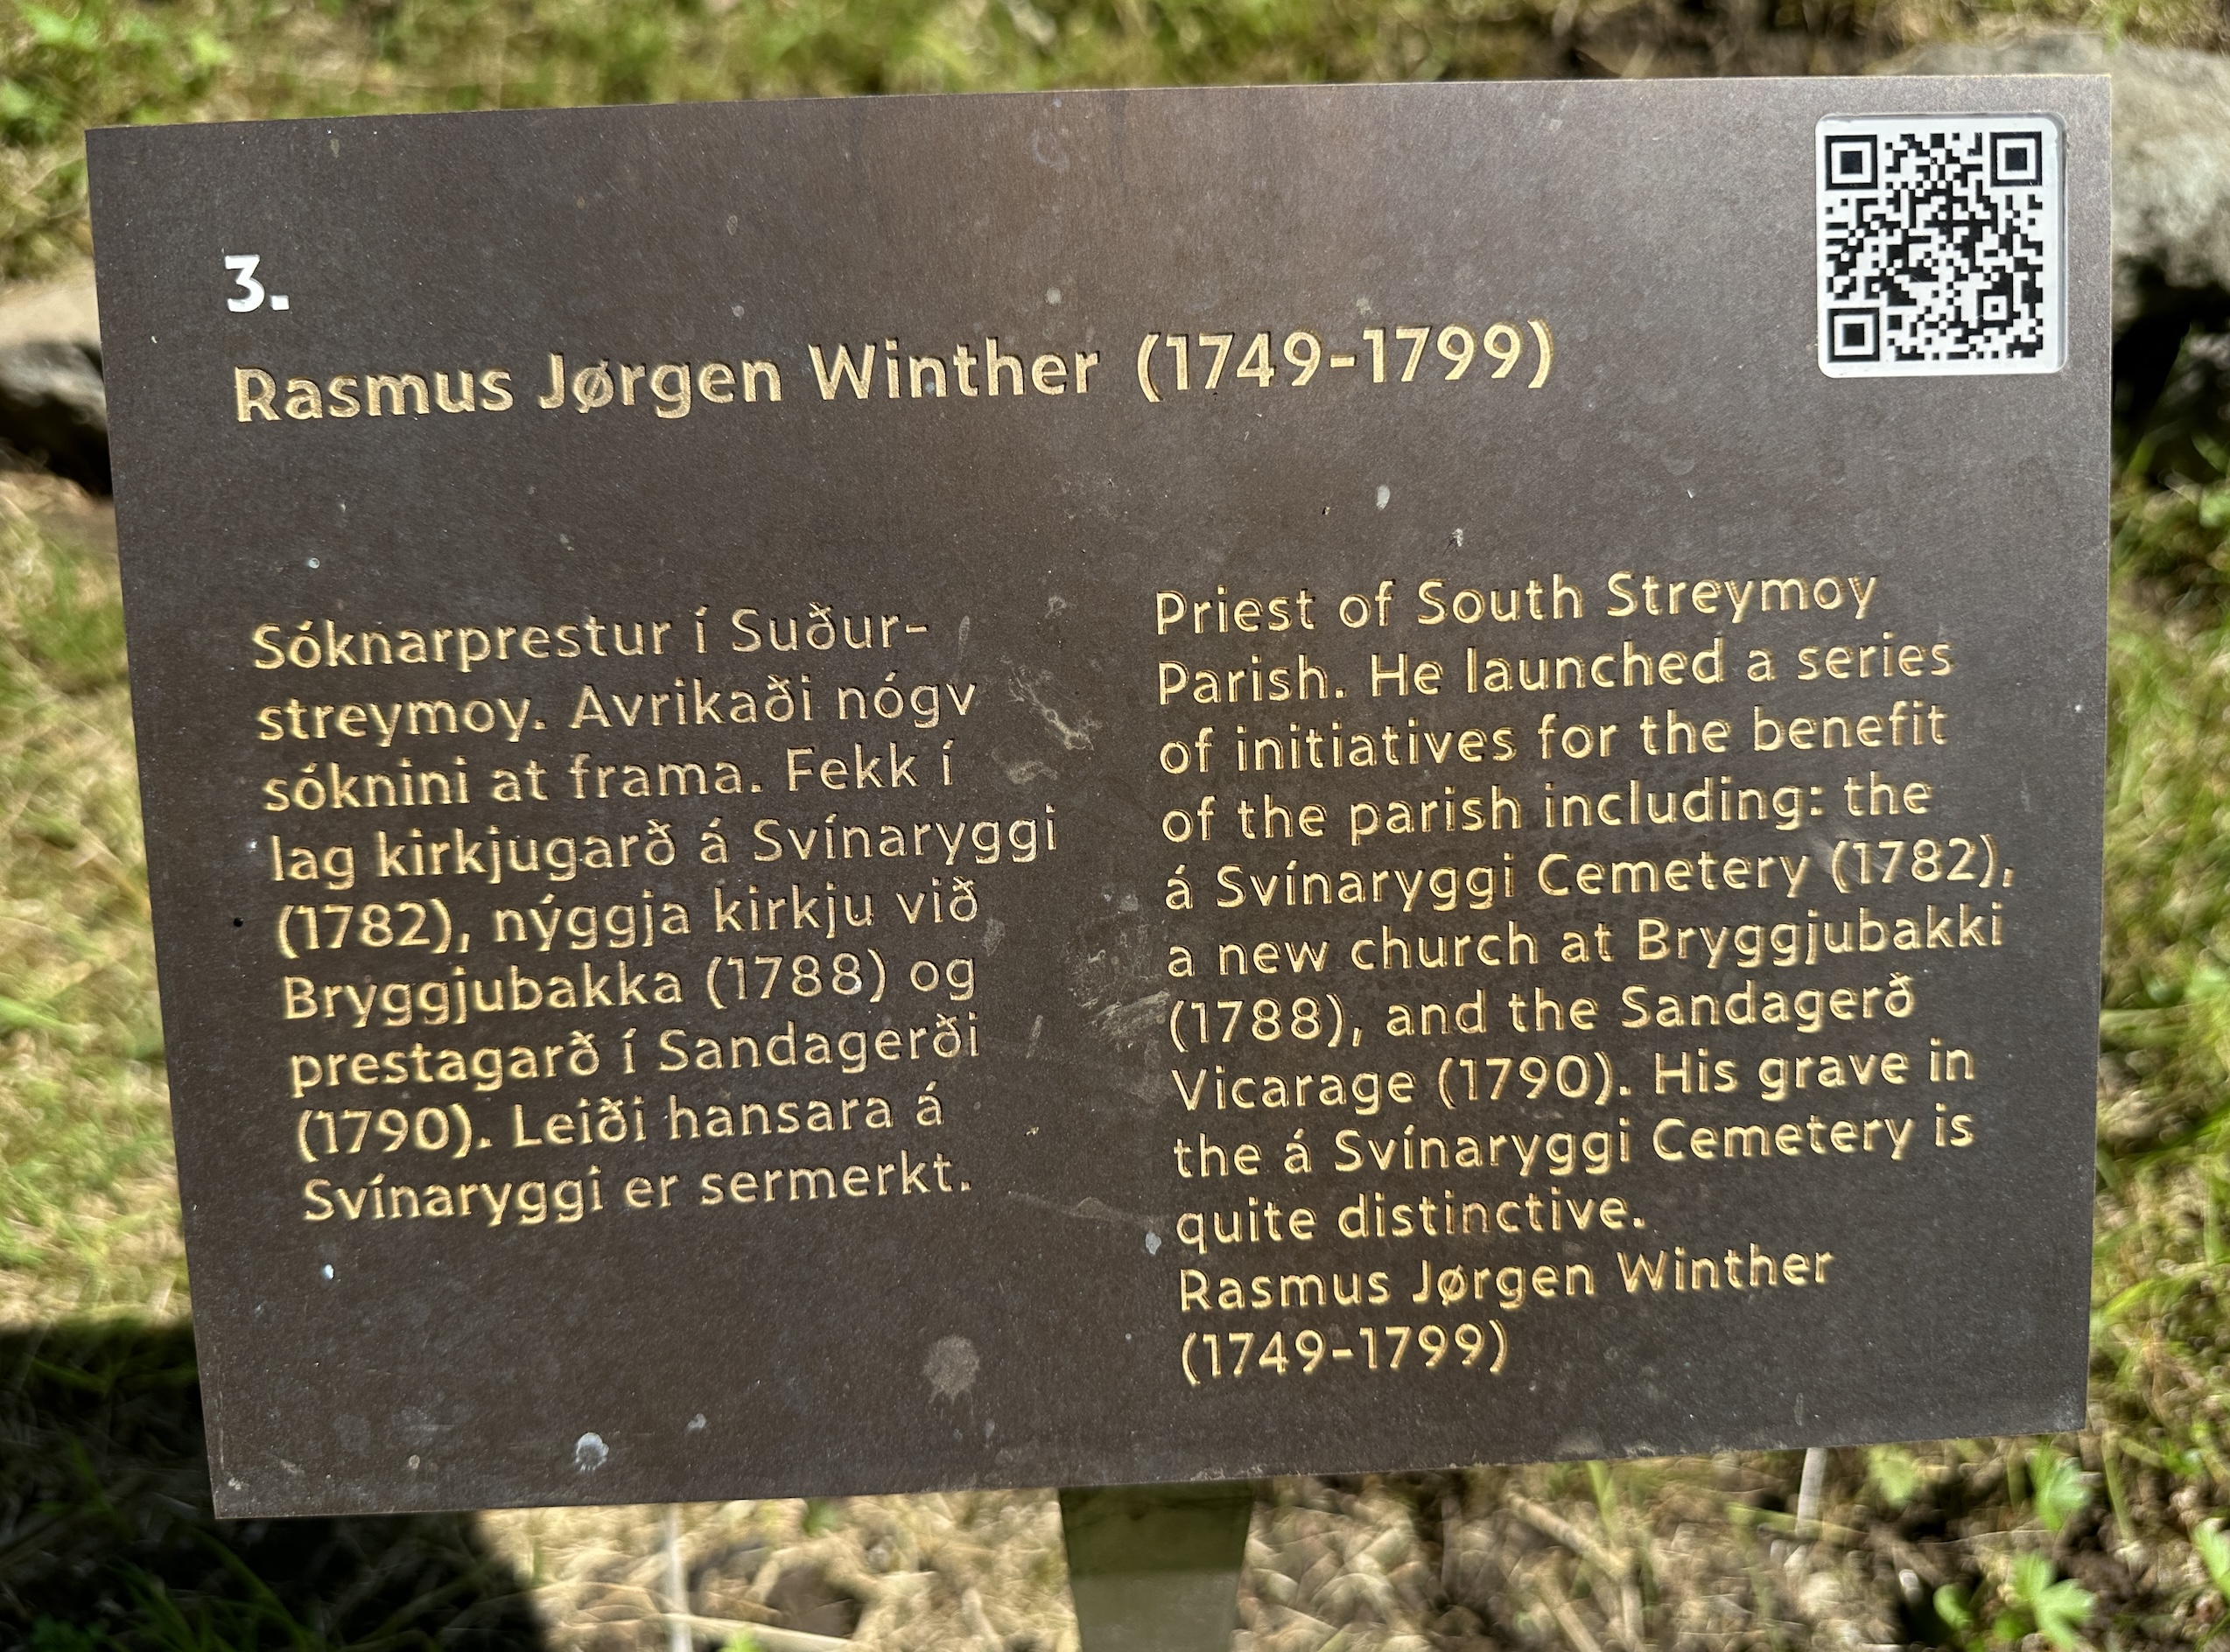 3.
Rasmus Jørgen Winther (1749-1799)
Sóknarprestur í Suður-
streymoy. Avrikaði nógv
sóknini at frama. Fekk í
lag kirkjugarð á Svínaryggi
(1782), nýggja kirkju við
Bryggjubakka (1788) og
prestagarð í Sandagerði
(1790). Leiði hansara á
Svínaryggi er sermerkt.
Priest of South Streymoy
Parish. He launched a series
of initiatives for the benefit
of the parish including: the
á Svínaryggi Cemetery (1782),
a new church at Bryggjubakki
(1788), and the Sandagerð
Vicarage (1790). His grave in
the á Svínaryggi Cemetery is
quite distinctive.
Rasmus Jørgen Winther
(1749-1799)